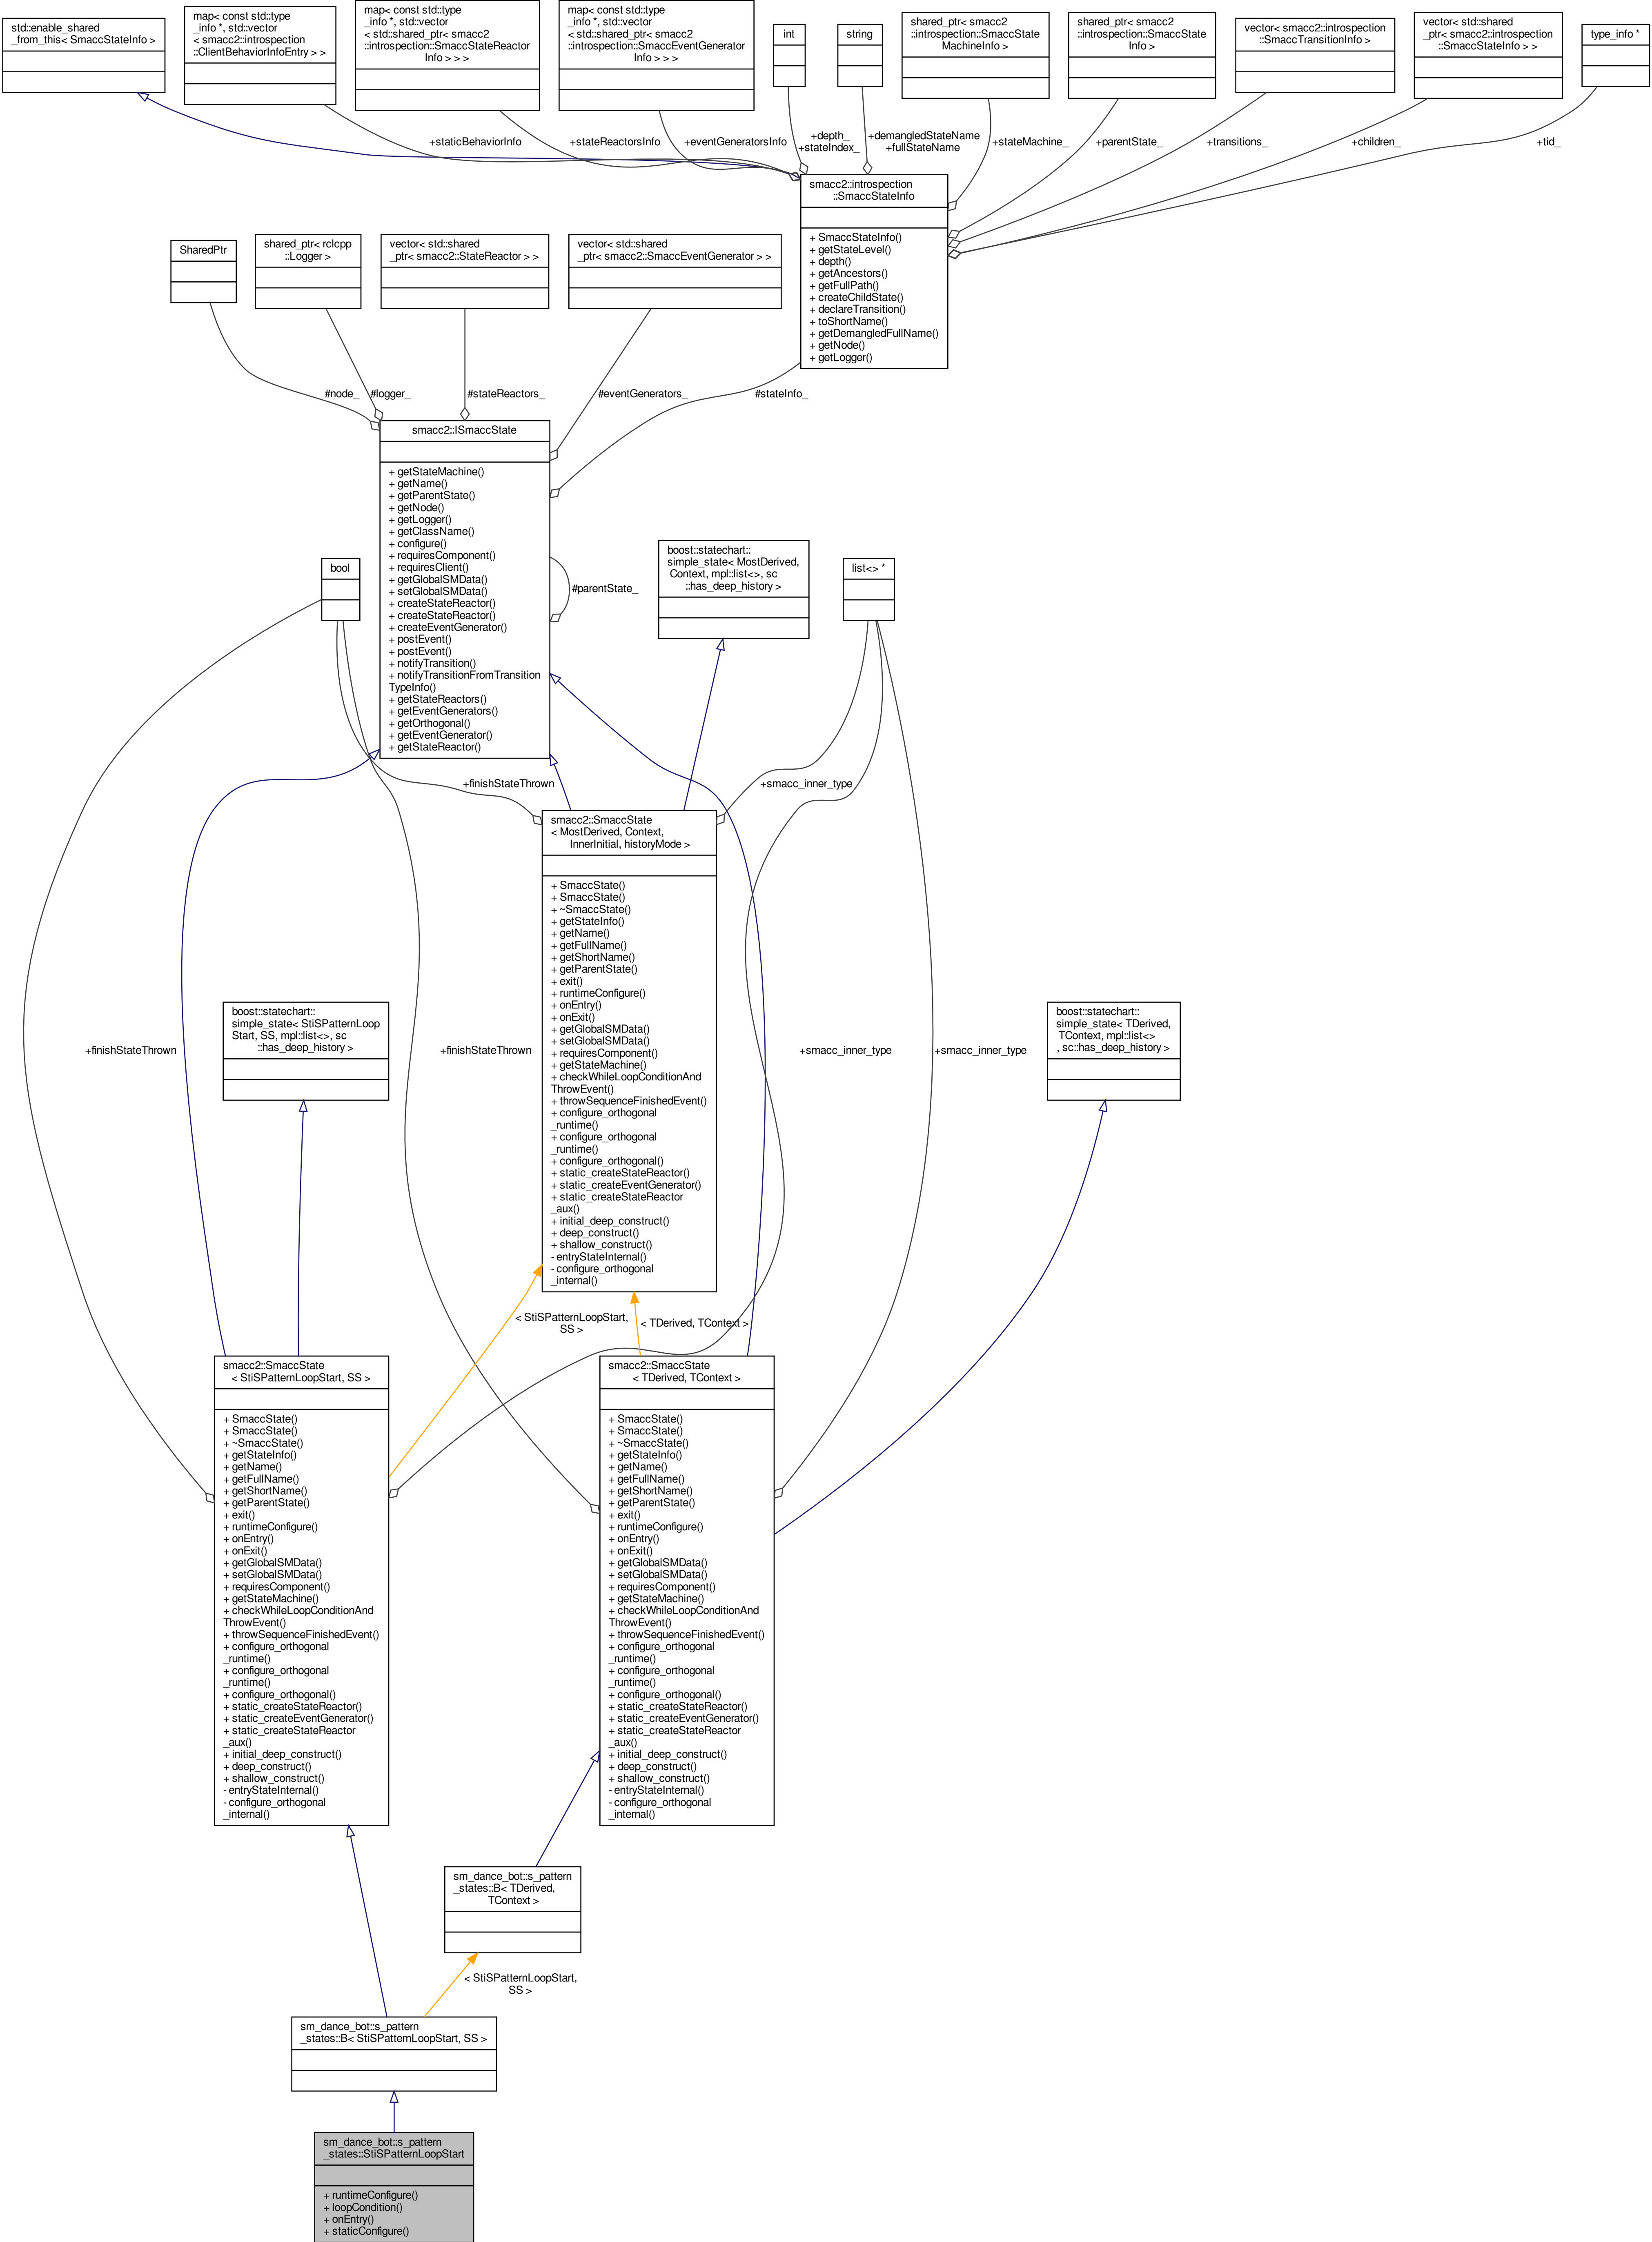 std::enable_shared
_from_this< SmaccStateInfo >
map< const std::type
_info *, std::vector
< smacc2::introspection
::ClientBehaviorInfoEntry > >
map< const std::type
_info *, std::vector
< std::shared_ptr< smacc2
::introspection::SmaccStateReactor
Info > > >
map< const std::type
_info *, std::vector
< std::shared_ptr< smacc2
::introspection::SmaccEventGenerator
Info > > >
int
string
shared_ptr< smacc2
::introspection::SmaccState
MachineInfo >
shared_ptr< smacc2
::introspection::SmaccState
Info >
vector< smacc2::introspection
::SmaccTransitionInfo >
vector< std::shared
_ptr< smacc2::introspection
::SmaccStateInfo > >
type_info *
+staticBehaviorInfo
+stateReactorsInfo
+eventGeneratorsInfo
+depth_
+stateIndex_
+demangledStateName
+fullStateName
+stateMachine_
+parentState_
+transitions_
+children_
+tid_
smacc2::introspection
::SmaccStateInfo
+ SmaccStateInfo()
+ getStateLevel()
+ depth()
+ getAncestors()
+ getFullPath()
+ createChildState()
+ declareTransition()
+ toShortName()
+ getDemangledFullName()
+ getNode()
+ getLogger()
SharedPtr
shared_ptr< rclcpp
::Logger >
vector< std::shared
_ptr< smacc2::StateReactor > >
vector< std::shared
_ptr< smacc2::SmaccEventGenerator > >
#node_
#logger_
#stateReactors_
#eventGenerators_
#stateInfo_
smacc2::ISmaccState
+ getStateMachine()
+ getName()
+ getParentState()
+ getNode()
+ getLogger()
+ getClassName()
+ configure()
+ requiresComponent()
+ requiresClient()
+ getGlobalSMData()
+ setGlobalSMData()
+ createStateReactor()
+ createStateReactor()
+ createEventGenerator()
+ postEvent()
+ postEvent()
+ notifyTransition()
+ notifyTransitionFromTransition
TypeInfo()
+ getStateReactors()
+ getEventGenerators()
+ getOrthogonal()
+ getEventGenerator()
+ getStateReactor()
#parentState_
bool
boost::statechart::
simple_state< MostDerived,
Context, mpl::list<>, sc
::has_deep_history >
list<> *
+finishStateThrown
+smacc_inner_type
smacc2::SmaccState
< MostDerived, Context,
InnerInitial, historyMode >
+ SmaccState()
+ SmaccState()
+ ~SmaccState()
+ getStateInfo()
+ getName()
+ getFullName()
+ getShortName()
+ getParentState()
+ exit()
+ runtimeConfigure()
+ onEntry()
+ onExit()
+ getGlobalSMData()
+ setGlobalSMData()
+ requiresComponent()
+ getStateMachine()
+ checkWhileLoopConditionAnd
ThrowEvent()
+ throwSequenceFinishedEvent()
+ configure_orthogonal
_runtime()
+ configure_orthogonal
_runtime()
+ configure_orthogonal()
+ static_createStateReactor()
+ static_createEventGenerator()
+ static_createStateReactor
_aux()
+ initial_deep_construct()
+ deep_construct()
+ shallow_construct()
- entryStateInternal()
- configure_orthogonal
_internal()
boost::statechart::
simple_state< StiSPatternLoop
Start, SS, mpl::list<>, sc
::has_deep_history >
boost::statechart::
simple_state< TDerived,
TContext, mpl::list<>
, sc::has_deep_history >
+finishStateThrown
+finishStateThrown
+smacc_inner_type
+smacc_inner_type
< StiSPatternLoopStart,
SS >
< TDerived, TContext >
smacc2::SmaccState
< StiSPatternLoopStart, SS >
+ SmaccState()
+ SmaccState()
+ ~SmaccState()
+ getStateInfo()
+ getName()
+ getFullName()
+ getShortName()
+ getParentState()
+ exit()
+ runtimeConfigure()
+ onEntry()
+ onExit()
+ getGlobalSMData()
+ setGlobalSMData()
+ requiresComponent()
+ getStateMachine()
+ checkWhileLoopConditionAnd
ThrowEvent()
+ throwSequenceFinishedEvent()
+ configure_orthogonal
_runtime()
+ configure_orthogonal
_runtime()
+ configure_orthogonal()
+ static_createStateReactor()
+ static_createEventGenerator()
+ static_createStateReactor
_aux()
+ initial_deep_construct()
+ deep_construct()
+ shallow_construct()
- entryStateInternal()
- configure_orthogonal
_internal()
smacc2::SmaccState
< TDerived, TContext >
+ SmaccState()
+ SmaccState()
+ ~SmaccState()
+ getStateInfo()
+ getName()
+ getFullName()
+ getShortName()
+ getParentState()
+ exit()
+ runtimeConfigure()
+ onEntry()
+ onExit()
+ getGlobalSMData()
+ setGlobalSMData()
+ requiresComponent()
+ getStateMachine()
+ checkWhileLoopConditionAnd
ThrowEvent()
+ throwSequenceFinishedEvent()
+ configure_orthogonal
_runtime()
+ configure_orthogonal
_runtime()
+ configure_orthogonal()
+ static_createStateReactor()
+ static_createEventGenerator()
+ static_createStateReactor
_aux()
+ initial_deep_construct()
+ deep_construct()
+ shallow_construct()
- entryStateInternal()
- configure_orthogonal
_internal()
sm_dance_bot::s_pattern
_states::B< TDerived,
TContext >
< StiSPatternLoopStart,
SS >
sm_dance_bot::s_pattern
_states::B< StiSPatternLoopStart, SS >
sm_dance_bot::s_pattern
_states::StiSPatternLoopStart
+ runtimeConfigure()
+ loopCondition()
+ onEntry()
+ staticConfigure()